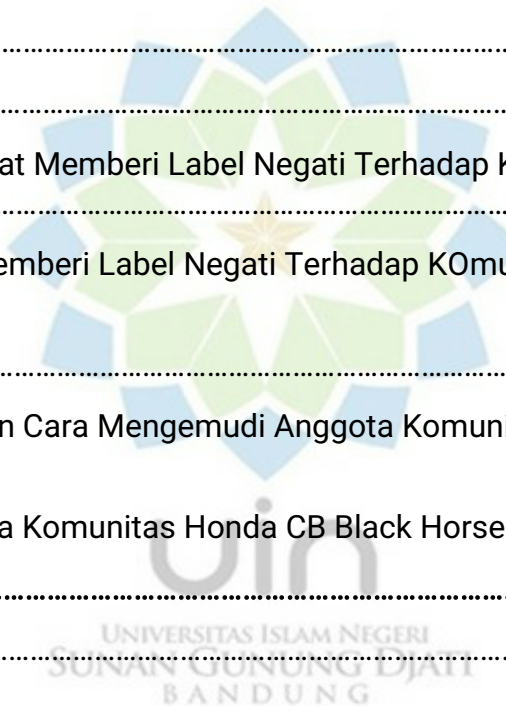 ........................................................................
........................................................................
at Memberi Label Negati Terhadap K
........................................................................
emberi Label Negati Terhadap KOmu
........................................................................
n Cara Mengemudi Anggota Komuni
a Komunitas Honda CB Black Horse
uin
........................................................................
UNIVERSITAS ISLAM NEGERI
........................................................................
SUNAN GUNUNG DJATI
BANDUNG